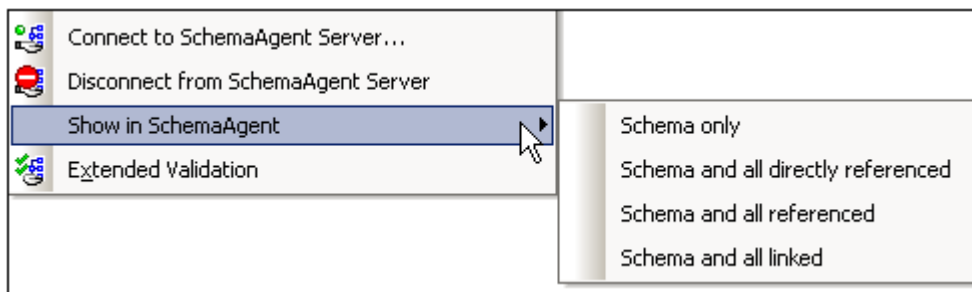 Connect to SchemaAgent Server...
Disconnect from SchemaAgent Server
Show in SchemaAgent
Extended Validation
Schema only
Schema and all directly referenced
Schema and all referenced
Schema and all linked